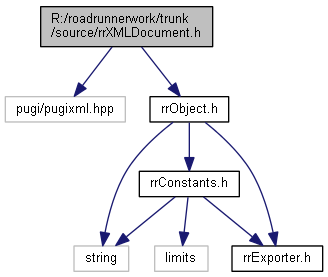 R:/roadrunnerwork/trunk
/source/rrXMLDocument.h
pugi/pugixml.hpp
rrObject.h
rrConstants.h
string
limits
rrExporter.h